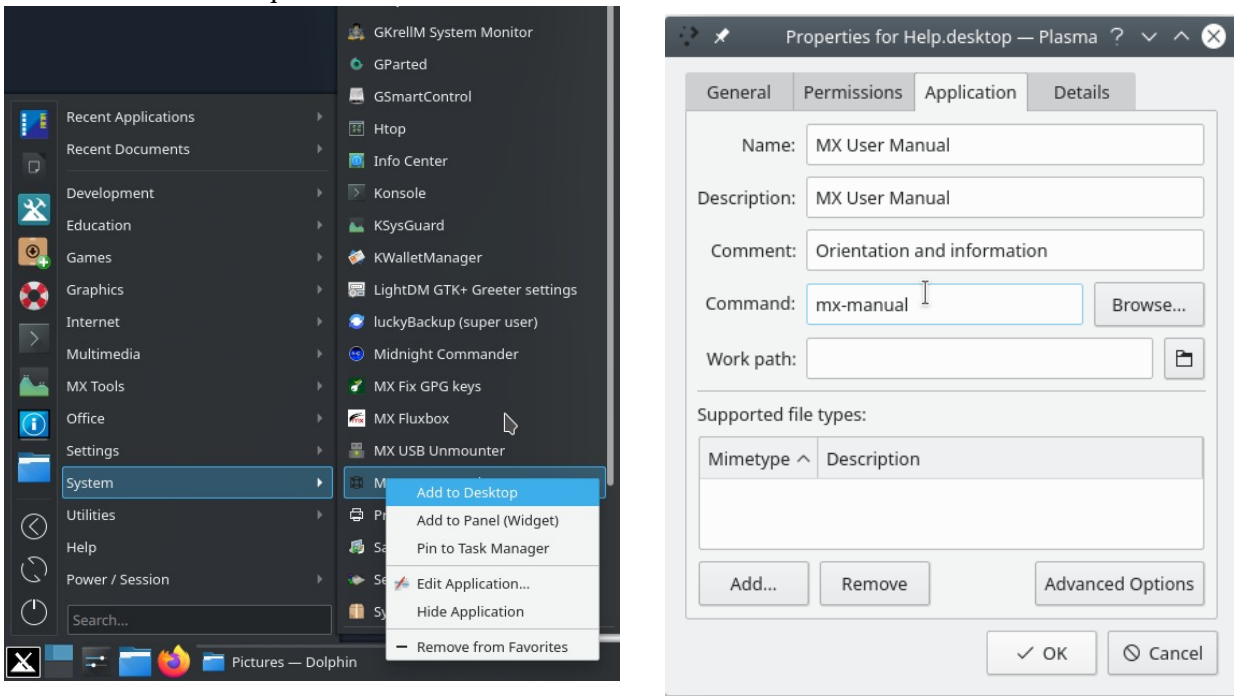 GKrellM System Monitor
GParted
GSmartControl
Htop
Info Center
Konsole
KSysGuard
KWalletManager
LightDM GTK+ Greeter settings
luckyBackup (super user)
Midnight Commander
MX Fix GPG keys
MX Fluxbox
MX USB Unmounter
Recent Applications
Recent Documents
Development
Education
Games
Graphics
Internet
Multimedia
MX Tools
Office
Settings
System
Utilities
Help
Power / Session
Search...
Add to Desktop
Add to Panel (Widget)
Pin to Task Manager
Edit Application...
Hide Application
Remove from Favorites
Pictures — Dolphin
Properties for Help.desktop — Plasma
General Permissions Application Details
Name: MX User Manual
Description: MX User Manual
Comment: Orientation and information
Command: mx-manual Browse...
Work path:
Supported file types:
Mimetype Description
Add... Remove Advanced Options
OK Cancel